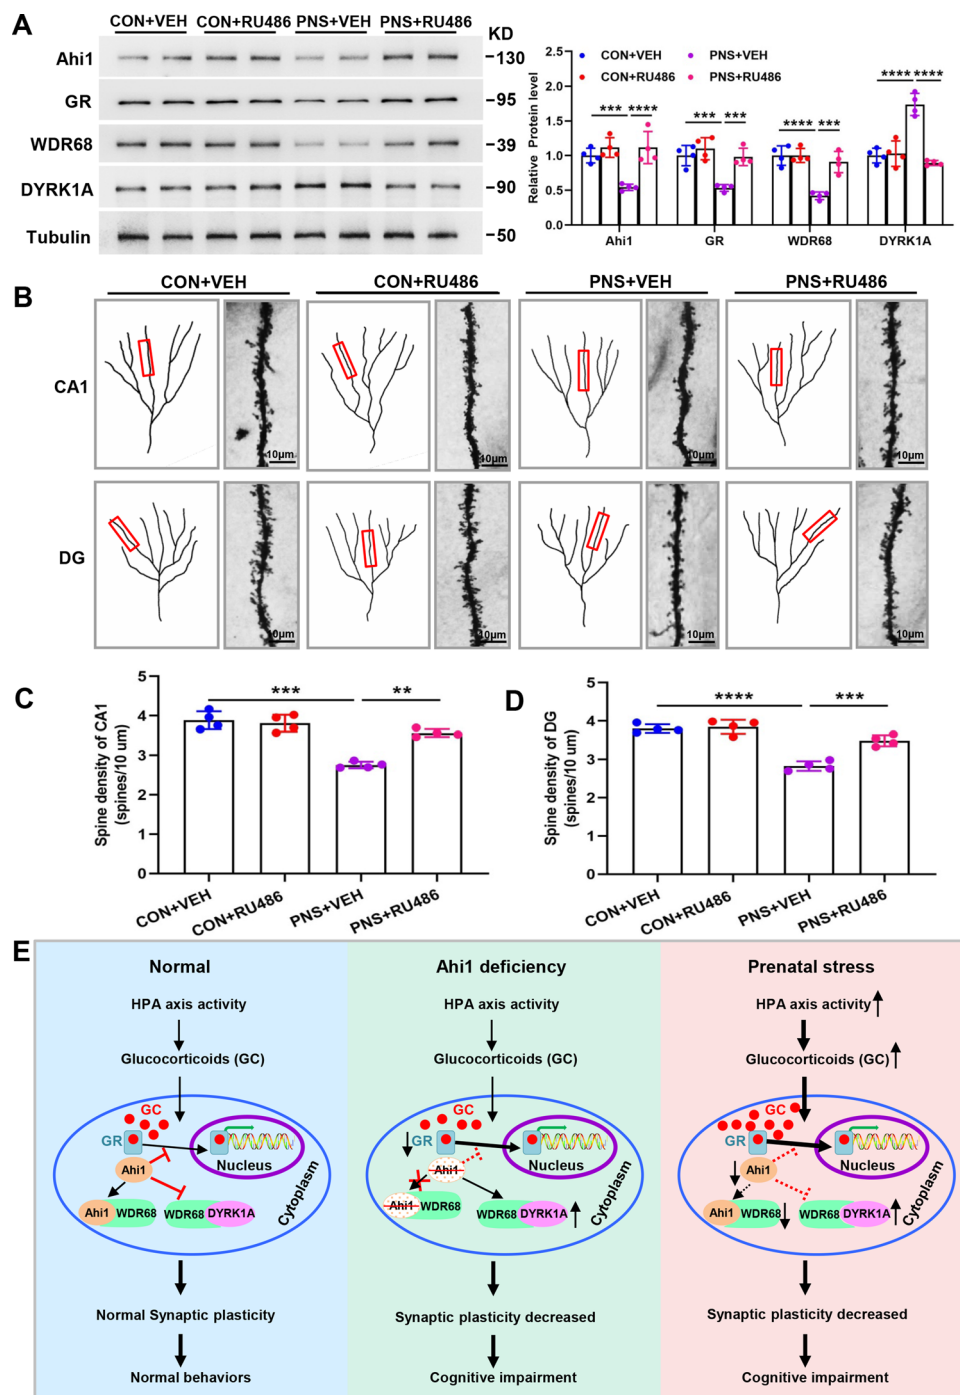 A
CON+VEH CON+RU486 PNS+VEH PNS+RU486
KD
Ahi1
130
GR
95
WDR68
39
DYRK1A
90
Tubulin
50
Relative Protein level
2.5
2.0
1.5
1.0
0.5
0.0
CON+VEH
PNS+VEH
CON+RU486
PNS+RU486
*** ****
*** ***
**** ***
**** ****
Ahi1 GR WDR68 DYRK1A
B
CON+VEH CON+RU486 PNS+VEH PNS+RU486
CA1
10μm 10μm 10μm 10μm
DG
10μm 10μm 10μm 10μm
C
Spine density of CA1
(spines/10 um)
5
4
3
2
1
0
*** **
CON+VEH CON+RU486 PNS+VEH PNS+RU486
D
Spine density of DG
(spines/10 um)
5
4
3
2
1
0
**** ***
CON+VEH CON+RU486 PNS+VEH PNS+RU486
E
Normal
HPA axis activity
Glucocorticoids (GC)
GC
GR
Nucleus
Ahi1
Ahi1 WDR68
WDR68 DYRK1A
Cytoplasm
Normal Synaptic plasticity
Normal behaviors
Ahi1 deficiency
HPA axis activity
Glucocorticoids (GC)
GC
GR
Nucleus
Ahi1
Ahi1 WDR68
WDR68 DYRK1A
Cytoplasm
Synaptic plasticity decreased
Cognitive impairment
Prenatal stress
HPA axis activity
Glucocorticoids (GC)
GC
GR
Nucleus
Ahi1
Ahi1 WDR68
WDR68 DYRK1A
Cytoplasm
Synaptic plasticity decreased
Cognitive impairment